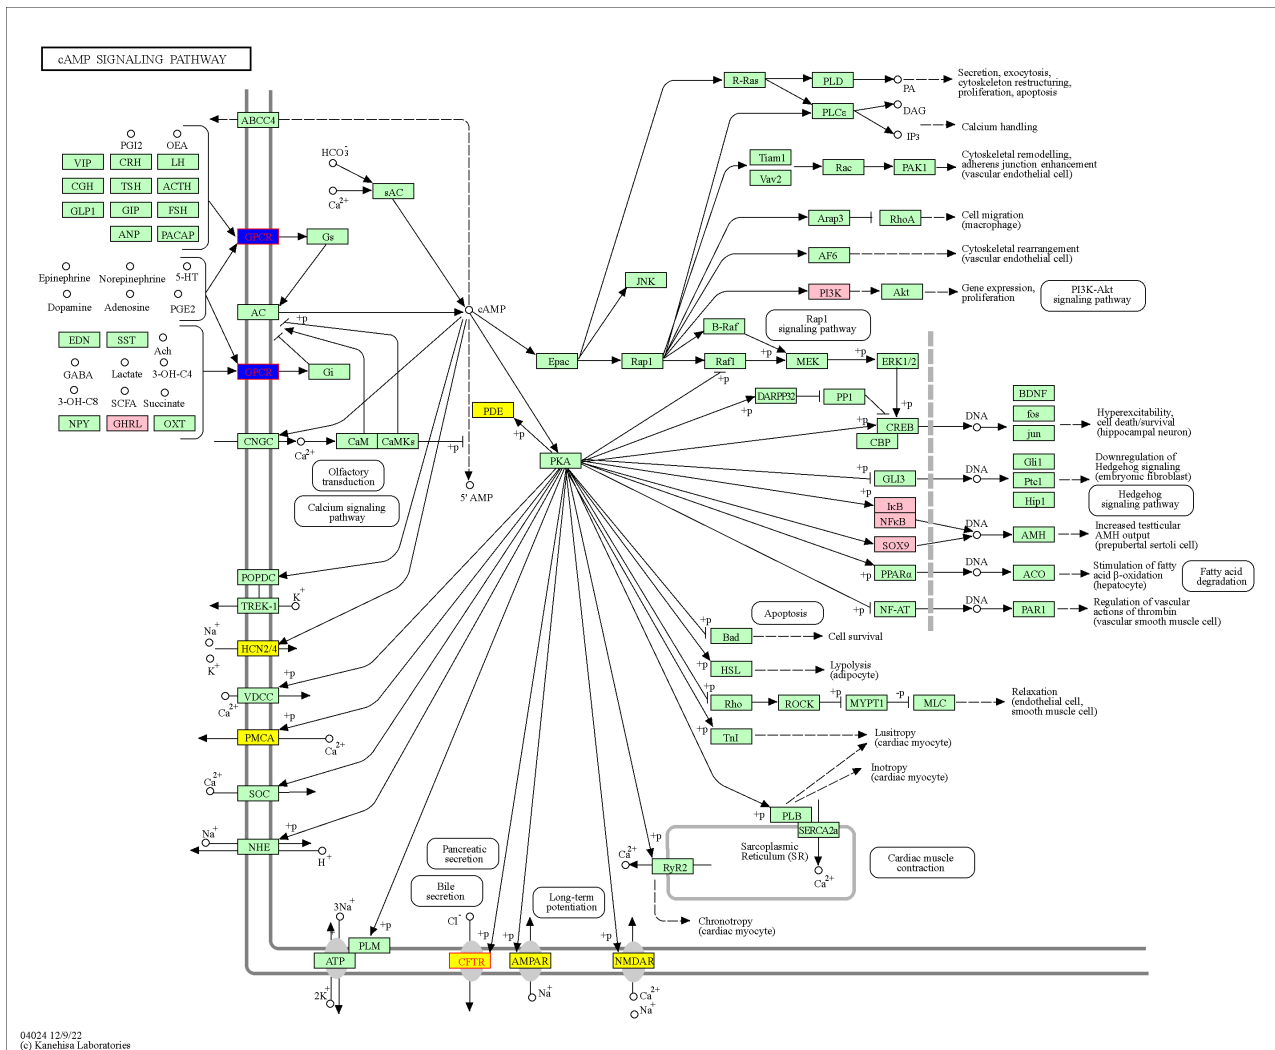 cAMP SIGNALING PATHWAY
R-Ras
PLD
PA
Secretion, exocytosis,
cytoskeleton restructuring,
proliferation, apoptosis
ABCC4
PLCε
DAG
IP3
Calcium handling
PGI2
OEA
HCO3-
VIP
CRH
LH
CGH
TSH
ACTH
GLP1
GIP
FSH
ANP
PACAP
Ca2+
sAC
Tiam1
Vav2
Rac
PAK1
Cytoskeletal remodelling,
adherens junction enhancement
(vascular endothelial cell)
Arap3
RhoA
Cell migration
(macrophage)
GPCR
Gs
AF6
Cytoskeletal rearrangement
(vascular endothelial cell)
Epinephrine
Norepinephrine
5-HT
Dopamine
Adenosine
PGE2
JNK
PI3K
Akt
Gene expression,
proliferation
PI3K-Akt
signaling pathway
AC
+p
cAMP
Rap1
signaling pathway
EDN
SST
Ach
GABA
Lactate
3-OH-C4
3-OH-C8
SCFA
Succinate
NPY
GHRL
OXT
GPCR
Gi
Epac
Rap1
B-Raf
Raf1
+p
+p
MEK
+p
ERK1/2
+p
PDE
+p
DARPP32
+p
PP1
+p
CREB
CBP
DNA
BDNF
fos
jun
Hyperexcitability,
cell death/survival
(hippocampal neuron)
CNGC
Ca2+
CaM
CaMKs
+p
Olfactory
transduction
Calcium signaling
pathway
5' AMP
PKA
+p
GLI3
DNA
Gli1
Ptc1
Hip1
Downregulation of
Hedgehog signaling
(embryonic fibroblast)
Hedgehog
signaling pathway
+p
IκB
NFκB
+p
SOX9
DNA
AMH
Increased testticular
AMH output
(prepubertal sertoli cell)
+p
PPARα
DNA
ACO
Stimulation of fatty
acid β-oxidation
(hepatocyte)
Fatty acid
degradation
+p
NF-AT
DNA
PAR1
Regulation of vascular
actions of thrombin
(vascular smooth muscle cell)
POPDC
TREK-1
K+
Na+
HCN2/4
K+
+p
VDCC
Ca2+
+p
PMCA
Ca2+
Ca2+
SOC
Na+
+p
NHE
H+
Apoptosis
+p
Bad
Cell survival
+p
HSL
Lypolysis
(adipocyte)
+p
Rho
ROCK
+p
MYPT1
-p
MLC
Relaxation
(endothelial cell,
smooth muscle cell)
+p
TnI
Lusitropy
(cardiac myocyte)
Inotropy
(cardiac myocyte)
+p
PLB
SERCA2a
Sarcoplasmic
Reticulum (SR)
Ca2+
Cardiac muscle
contraction
+p
Ca2+
RyR2
Chronotropy
(cardiac myocyte)
Pancreatic
secretion
Bile
secretion
Long-term
potentiation
3Na+
+p
PLM
ATP
2K+
Cl-
+p
CFTR
+p
AMPAR
Na+
+p
NMDAR
Ca2+
Na+
04024 12/9/22
(c) Kanehisa Laboratories